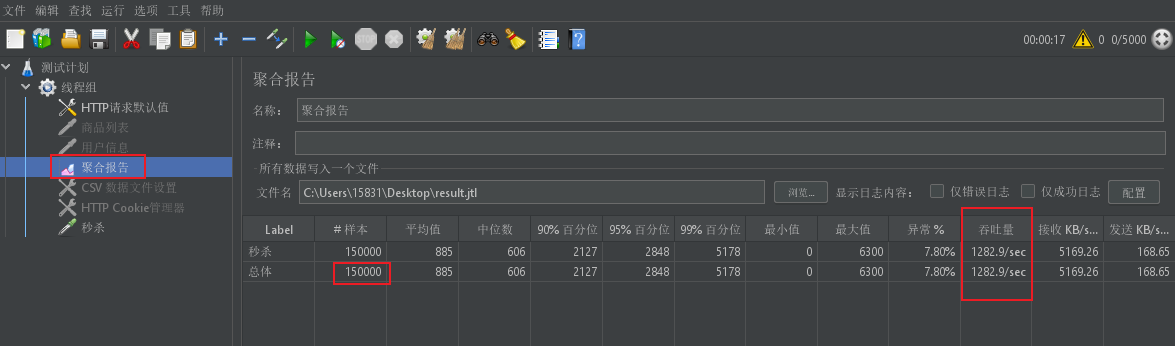 文件 编辑 查找 运行 选项 工具 帮助
STOP
00:00:17 0 0/5000
测试计划
线程组
HTTP请求默认值
商品列表
用户信息
聚合报告
CSV 数据文件设置
HTTP Cookie管理器
秒杀
聚合报告
名称： 聚合报告
注释：
所有数据写入一个文件
文件名 C:\Users\15831\Desktop\result.jtl 浏览... 显示日志内容： 仅错误日志 仅成功日志 配置
Label # 样本 平均值 中位数 90% 百分位 95% 百分位 99% 百分位 最小值 最大值 异常 % 吞吐量 接收 KB/s... 发送 KB/s...
秒杀 150000 885 606 2127 2848 5178 0 6300 7.80% 1282.9/sec 5169.26 168.65
总体 150000 885 606 2127 2848 5178 0 6300 7.80% 1282.9/sec 5169.26 168.65